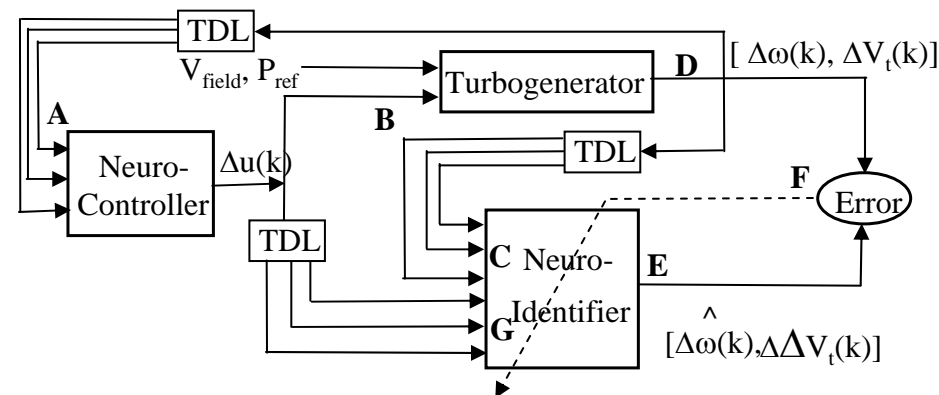 TDL
V_field, P_ref
Turbogenerator
D
[ Δω(k), ΔV_t(k)]
A
B
Neuro-
Controller
Δu(k)
TDL
F
Error
TDL
C
Neuro-
Identifier
E
G
^
[Δω(k),ΔΔV_t(k)]